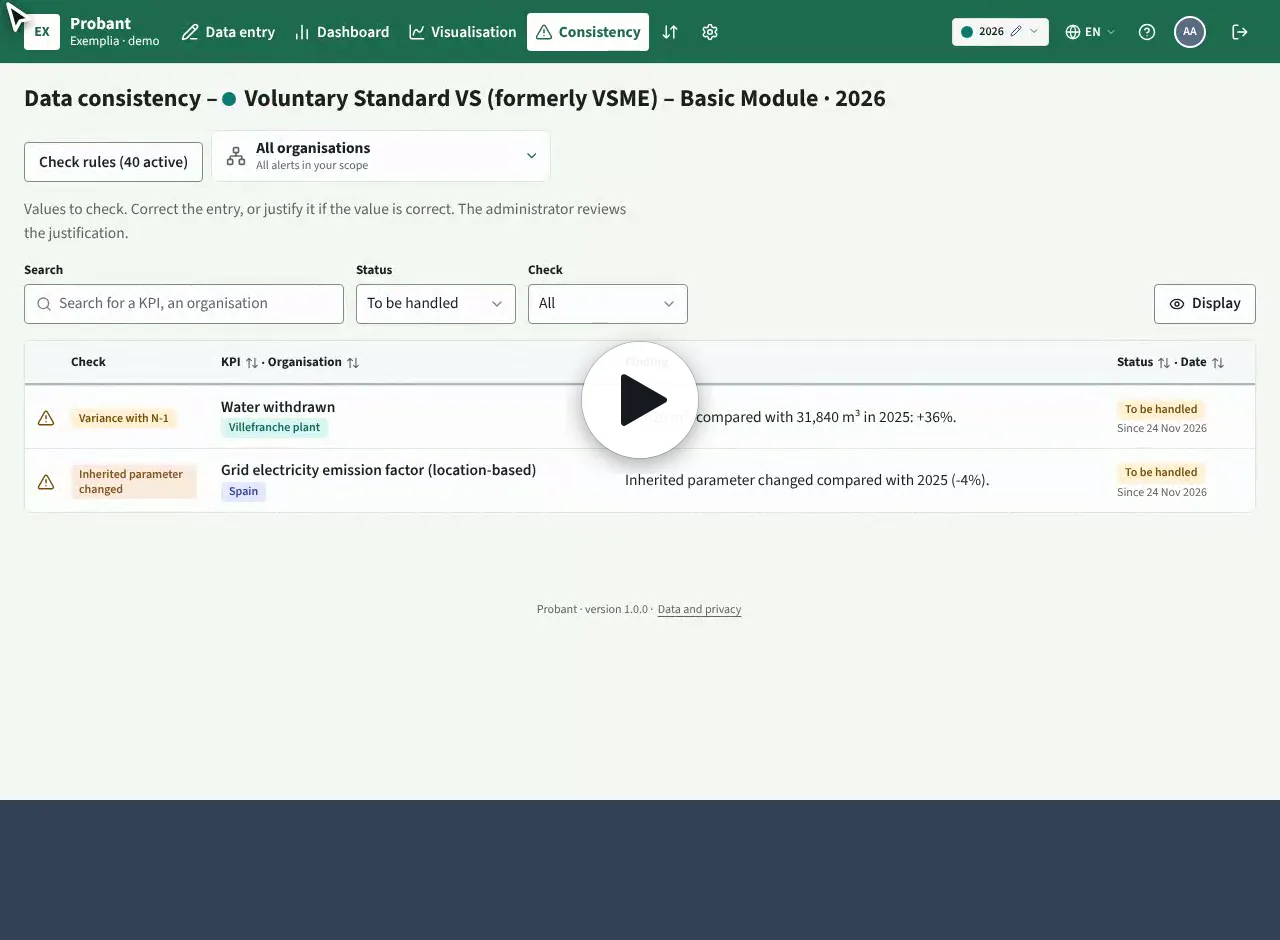 EX
Probant
Exemplia · demo
Data entry
Dashboard
Visualisation
Consistency
2026
EN
AA
Data consistency – Voluntary Standard VS (formerly VSME) – Basic Module · 2026
Check rules (40 active)
All organisations
All alerts in your scope
Values to check. Correct the entry, or justify it if the value is correct. The administrator reviews
the justification.
Search
Status
Check
Search for a KPI, an organisation
To be handled
All
Display
Check
KPI · Organisation
Finding
Status · Date
Variance with N-1
Water withdrawn
Villefranche plant
compared with 31,840 m³ in 2025: +36%.
To be handled
Since 24 Nov 2026
Inherited parameter
changed
Grid electricity emission factor (location-based)
Spain
Inherited parameter changed compared with 2025 (-4%).
To be handled
Since 24 Nov 2026
Probant · version 1.0.0 · Data and privacy